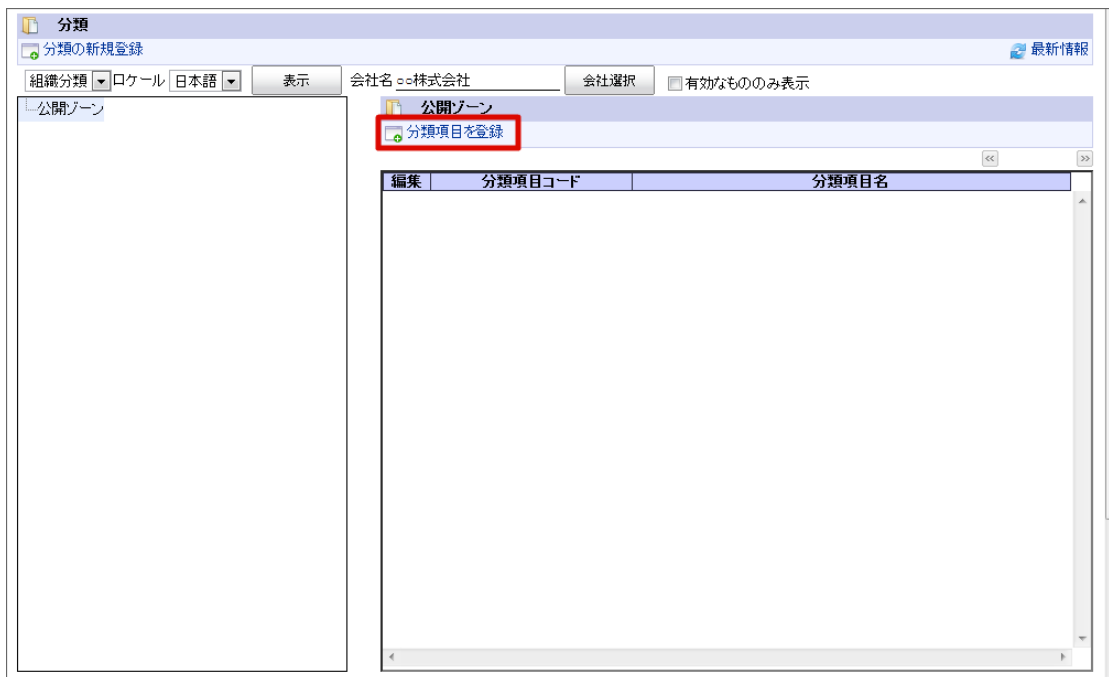 分類
分類の新規登録 最新情報
組織分類 ロケール 日本語 表示 会社名 ○○株式会社 会社選択 有効なもののみ表示
公開ゾーン
公開ゾーン
分類項目を登録
<< >>
編集 分類項目コード 分類項目名